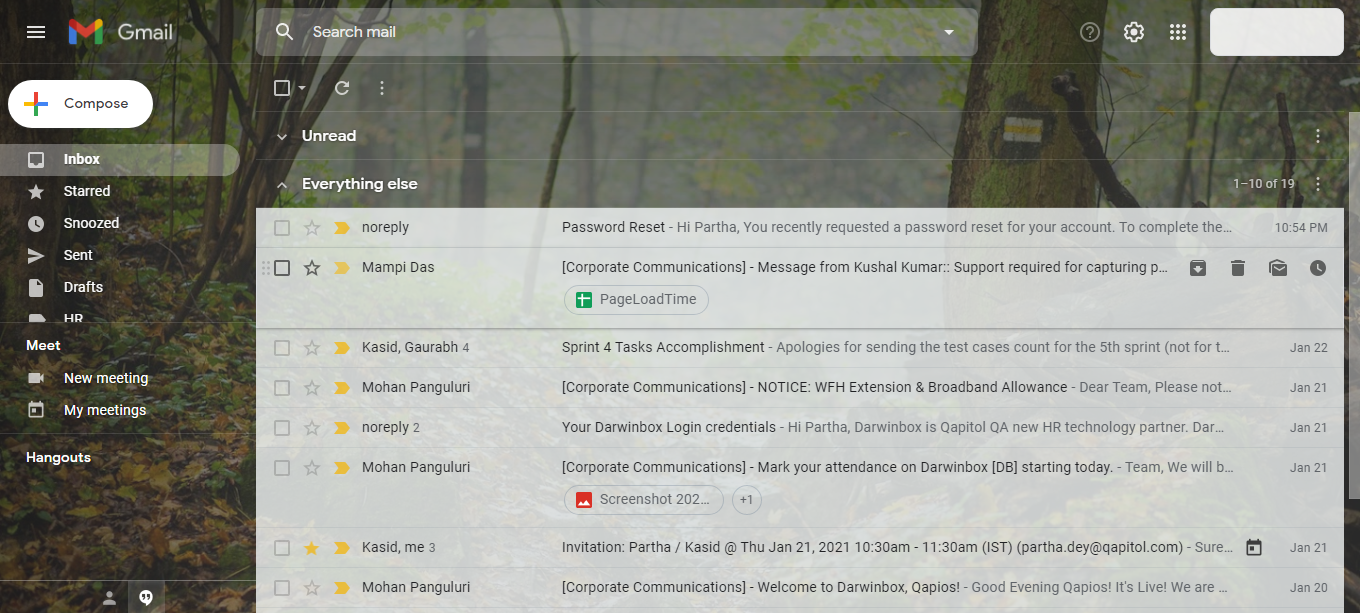 Gmail
Search mail
Compose
Inbox
Starred
Snoozed
Sent
Drafts
HR
Meet
New meeting
My meetings
Hangouts
Unread
Everything else 1–10 of 19
noreply Password Reset - Hi Partha, You recently requested a password reset for your account. To complete the… 10:54 PM
Mampi Das [Corporate Communications] - Message from Kushal Kumar:: Support required for capturing p…
PageLoadTime
Kasid, Gaurabh 4 Sprint 4 Tasks Accomplishment - Apologies for sending the test cases count for the 5th sprint (not for t… Jan 22
Mohan Panguluri [Corporate Communications] - NOTICE: WFH Extension & Broadband Allowance - Dear Team, Please not… Jan 21
noreply 2 Your Darwinbox Login credentials - Hi Partha, Darwinbox is Qapitol QA new HR technology partner. Dar… Jan 21
Mohan Panguluri [Corporate Communications] - Mark your attendance on Darwinbox [DB] starting today. - Team, We will b… Jan 21
Screenshot 202… +1
Kasid, me 3 Invitation: Partha / Kasid @ Thu Jan 21, 2021 10:30am - 11:30am (IST) (partha.dey@qapitol.com) - Sure… Jan 21
Mohan Panguluri [Corporate Communications] - Welcome to Darwinbox, Qapios! - Good Evening Qapios! It's Live! We are … Jan 20